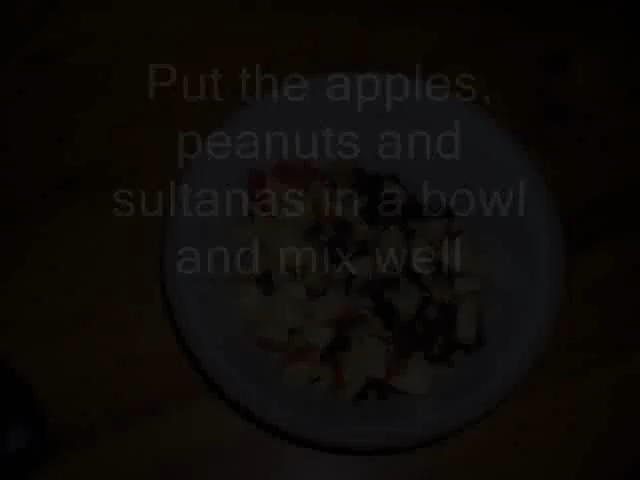 Put the apples,
peanuts and
sultanas in a bowl
and mix well